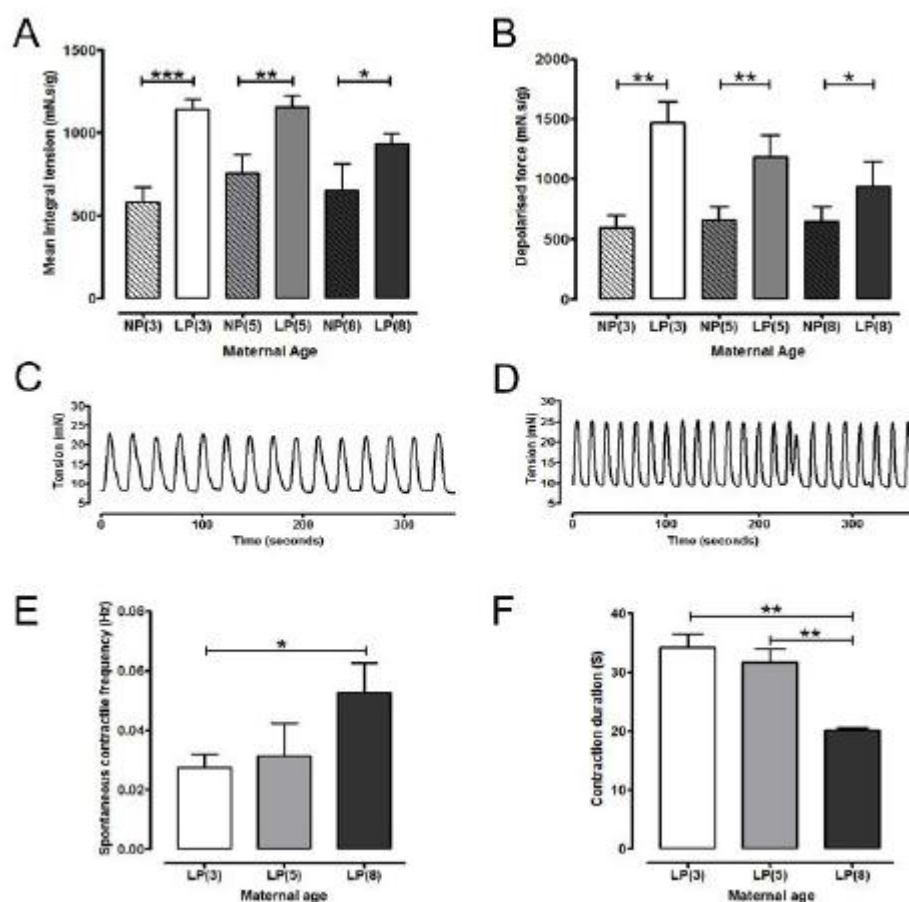 A
Mean integral tension (mN.s/g)
1500
1000
500
0
*** ** *
NP(3) LP(3) NP(5) LP(5) NP(8) LP(8)
Maternal Age
B
Depolarised force (mN.s/g)
2000
1500
1000
500
0
** ** *
NP(3) LP(3) NP(5) LP(5) NP(8) LP(8)
Maternal Age
C
Tension (mN)
30
25
20
15
10
5
0 100 200 300
Time (seconds)
D
Tension (mN)
30
25
20
15
10
5
0 100 200 300
Time (seconds)
E
Spontaneous contractile frequency (Hz)
0.08
0.06
0.04
0.02
0.00
*
LP(3) LP(5) LP(8)
Maternal age
F
Contraction duration (S)
40
30
20
10
0
**
**
LP(3) LP(5) LP(8)
Maternal age